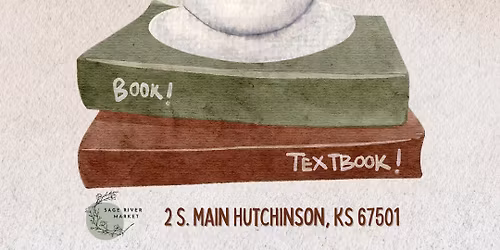 BOOK!
TEXTBOOK!
SAGE RIVER
MARKET
2 S. MAIN HUTCHINSON, KS 67501